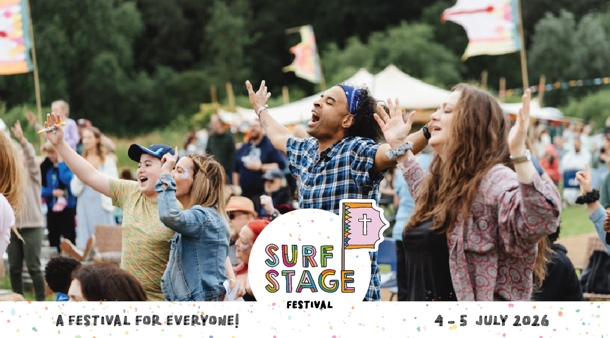 SURF
STAGE
FESTIVAL
A FESTIVAL FOR EVERYONE!
4 - 5 JULY 2026